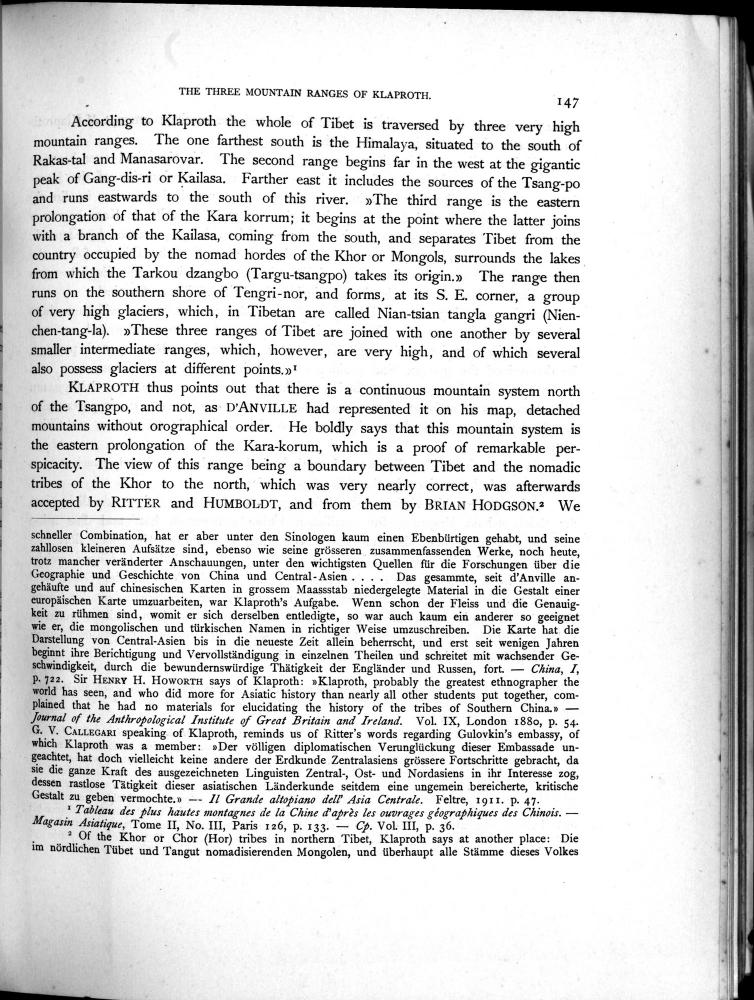 THE THREE MOUNTAIN RANGES OF KLAPROTH.
147
According to Klaproth the whole of Tibet is traversed by three very high
mountain ranges. The one farthest south is the Himalaya, situated to the south of
Rakas-tal and Manasarovar. The second range begins far in the west at the gigantic
peak of Gang-dis-ri or Kailasa. Farther east it includes the sources of the Tsang-po
and runs eastwards to the south of this river. »The third range is the eastern
prolongation of that of the Kara korrum; it begins at the point where the latter joins
with a branch of the Kailasa, coming from the south, and separates Tibet from the
country occupied by the nomad hordes of the Khor or Mongols, surrounds the lakes
from which the Tarkou dzangbo (Targu-tsangpo) takes its origin.» The range then
runs on the southern shore of Tengri-nor, and forms, at its S. E. corner, a group
of very high glaciers, which, in Tibetan are called Nian-tsian tangla gangri (Nien-
chen-tang-la). »These three ranges of Tibet are joined with one another by several
smaller intermediate ranges, which, however, are very high, and of which several
also possess glaciers at different points.»¹
KLAPROTH thus points out that there is a continuous mountain system north
of the Tsangpo, and not, as D'ANVILLE had represented it on his map, detached
mountains without orographical order. He boldly says that this mountain system is
the eastern prolongation of the Kara-korum, which is a proof of remarkable per-
spicacity. The view of this range being a boundary between Tibet and the nomadic
tribes of the Khor to the north, which was very nearly correct, was afterwards
accepted by RITTER and HUMBOLDT, and from them by BRIAN HODGSON.² We
schneller Combination, hat er aber unter den Sinologen kaum einen Ebenbürtigen gehabt, und seine
zahllosen kleineren Aufsätze sind, ebenso wie seine grösseren zusammenfassenden Werke, noch heute,
trotz mancher veränderter Anschauungen, unter den wichtigsten Quellen für die Forschungen über die
Geographie und Geschichte von China und Central-Asien . . . . Das gesammte, seit d'Anville an-
gehäufte und auf chinesischen Karten in grossem Maassstab niedergelegte Material in die Gestalt einer
europäischen Karte umzuarbeiten, war Klaproth's Aufgabe. Wenn schon der Fleiss und die Genauig-
keit zu rühmen sind, womit er sich derselben entledigte, so war auch kaum ein anderer so geeignet
wie er, die mongolischen und türkischen Namen in richtiger Weise umzuschreiben. Die Karte hat die
Darstellung von Central-Asien bis in die neueste Zeit allein beherrscht, und erst seit wenigen Jahren
beginnt ihre Berichtigung und Vervollständigung in einzelnen Theilen und schreitet mit wachsender Ge-
schwindigkeit, durch die bewundernswürdige Thätigkeit der Engländer und Russen, fort. — China, I,
p. 722. Sir HENRY H. HOWORTH says of Klaproth: »Klaproth, probably the greatest ethnographer the
world has seen, and who did more for Asiatic history than nearly all other students put together, com-
plained that he had no materials for elucidating the history of the tribes of Southern China.» —
Journal of the Anthropological Institute of Great Britain and Ireland. Vol. IX, London 1880, p. 54.
G. V. CALLEGARI speaking of Klaproth, reminds us of Ritter's words regarding Gulovkin's embassy, of
which Klaproth was a member: »Der völligen diplomatischen Verunglückung dieser Embassade un-
geachtet, hat doch vielleicht keine andere der Erdkunde Zentralasiens grössere Fortschritte gebracht, da
sie die ganze Kraft des ausgezeichneten Linguisten Zentral-, Ost- und Nordasiens in ihr Interesse zog,
dessen rastlose Tätigkeit dieser asiatischen Länderkunde seitdem eine ungemein bereicherte, kritische
Gestalt zu geben vermochte.» — Il Grande altopiano dell' Asia Centrale. Feltre, 1911. p. 47.
¹ Tableau des plus hautes montagnes de la Chine d'après les ouvrages géographiques des Chinois. —
Magasin Asiatique, Tome II, No. III, Paris 126, p. 133. — Cp. Vol. III, p. 36.
² Of the Khor or Chor (Hor) tribes in northern Tibet, Klaproth says at another place: Die
im nördlichen Tübet und Tangut nomadisierenden Mongolen, und überhaupt alle Stämme dieses Volkes